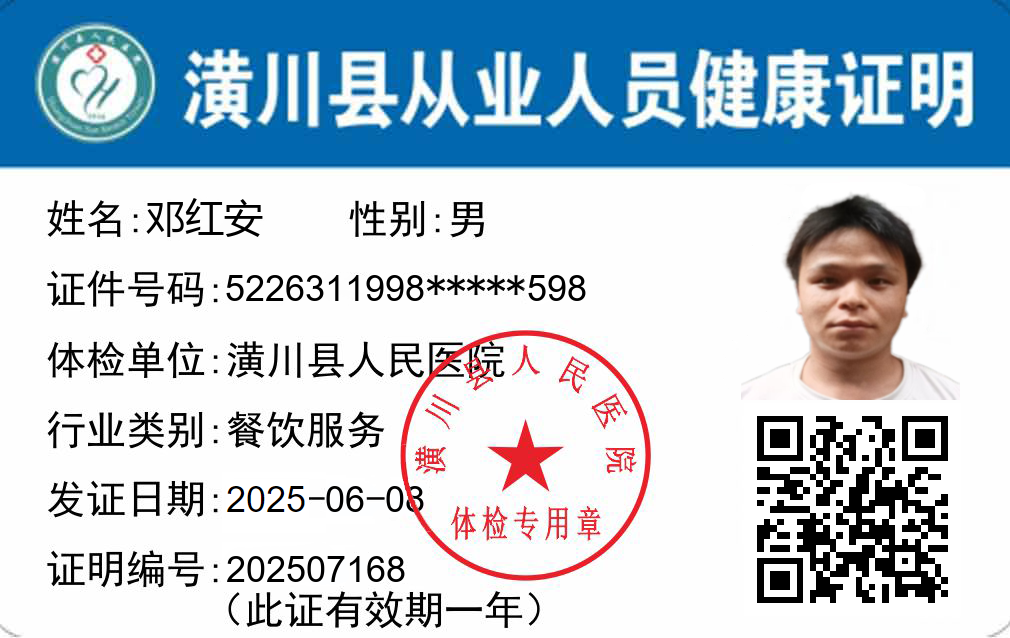 潢川县从业人员健康证明
姓名:邓红安 性别:男
证件号码:5226311998*****598
体检单位:潢川县人民医院
行业类别:餐饮服务
发证日期:2025-06-08
证明编号:202507168
（此证有效期一年）
潢川县人民医院
体检专用章